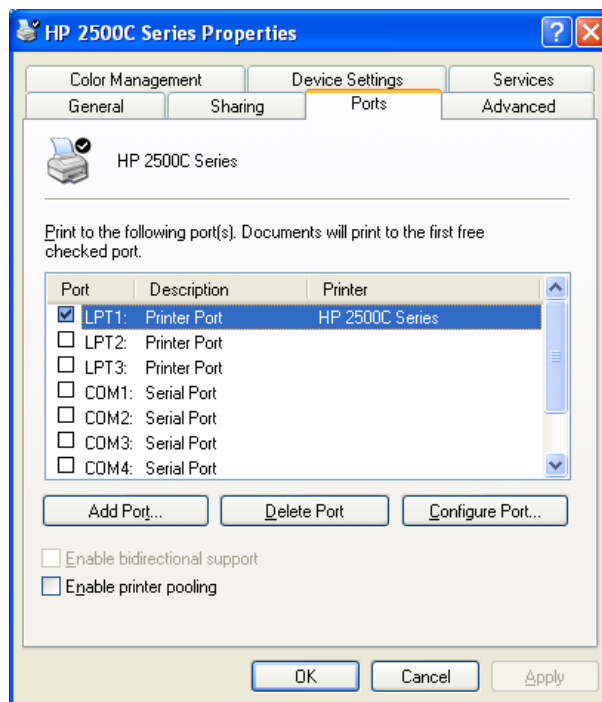 HP 2500C Series Properties
Color Management Device Settings Services
General Sharing Ports Advanced
HP 2500C Series
Print to the following port(s). Documents will print to the first free
checked port.
Port Description Printer
LPT1: Printer Port HP 2500C Series
LPT2: Printer Port
LPT3: Printer Port
COM1: Serial Port
COM2: Serial Port
COM3: Serial Port
COM4: Serial Port
Add Port... Delete Port Configure Port...
Enable bidirectional support
Enable printer pooling
OK Cancel Apply